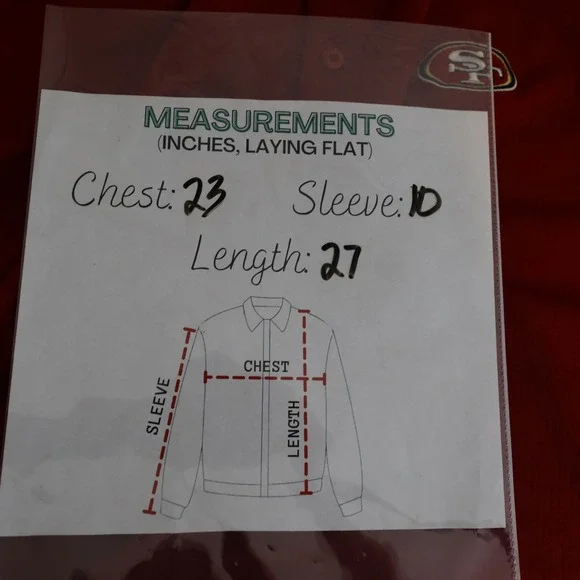 SF
MEASUREMENTS
(INCHES, LAYING FLAT)
Chest: 23 Sleeve: 10
Length: 27
CHEST
SLEEVE
LENGTH